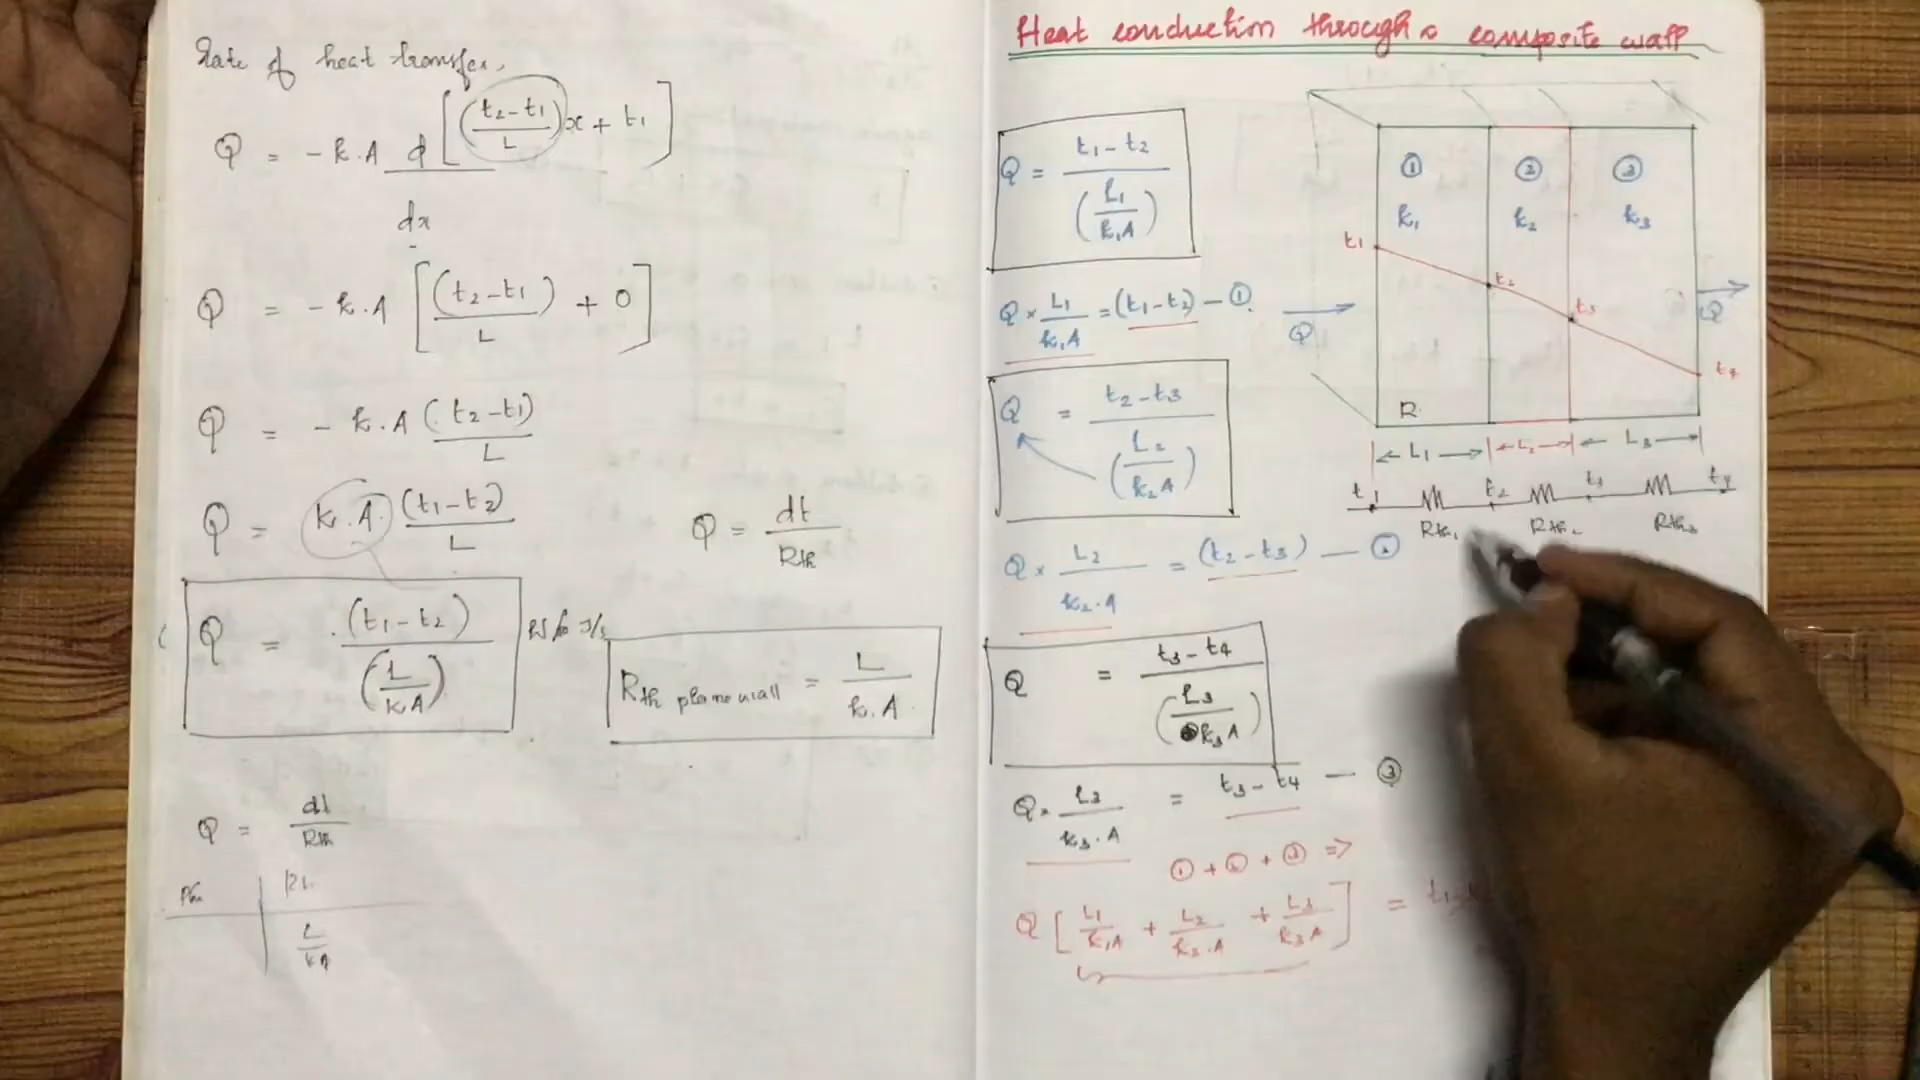 Rate of heat transfer,
Q = -k.A d [(t2-t1 / L) x + t1]
dx
Q = -k.A [(t2-t1) / L + 0]
Q = - k.A (t2-t1) / L
Q = k.A. (t1-t2) / L
Q = dt / Rth
Q = (t1-t2) / (L / kA)
Rth plane wall = L / k.A
Q = dt / Rth
L / kA
Heat conduction through a composite wall
Q = t1-t2 / (L1 / k1A)
Q × L1 / k1A = (t1-t2) - ①
Q = t2-t3 / (L2 / k2A)
Q × L2 / k2.A = (t2-t3) — ②
Q = t3-t4 / (L3 / k3A)
Q × L3 / k3.A = t3-t4 — ③
① + ② + ③ =>
Q [L1 / k1A + L2 / k2.A + L3 / k3A] =
① ② ③
k1 k2 k3
t1
t2
t3
t4
Q
Q
R
L1 L2 L3
t1 t2 t3 t4
Rth1 Rth2 Rth3